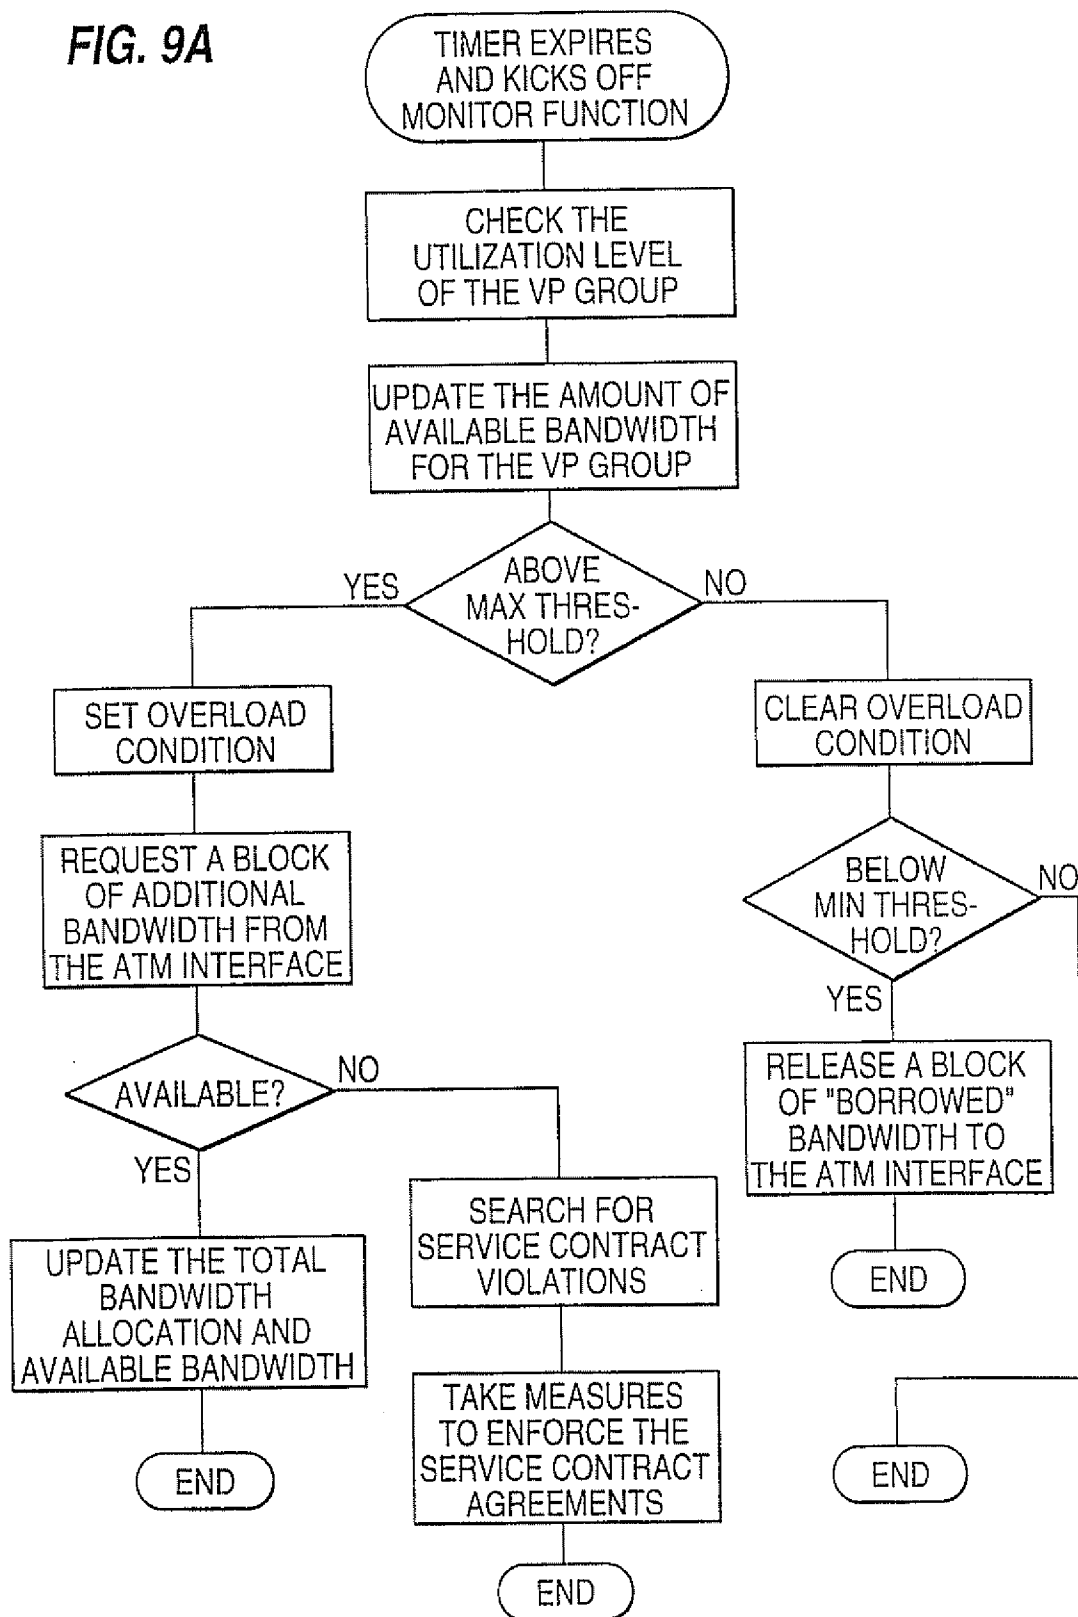 FIG. 9A
TIMER EXPIRES
AND KICKS OFF
MONITOR FUNCTION
CHECK THE
UTILIZATION LEVEL
OF THE VP GROUP
UPDATE THE AMOUNT OF
AVAILABLE BANDWIDTH
FOR THE VP GROUP
ABOVE
MAX THRES-
HOLD?
YES
NO
SET OVERLOAD
CONDITION
REQUEST A BLOCK
OF ADDITIONAL
BANDWIDTH FROM
THE ATM INTERFACE
AVAILABLE?
NO
YES
UPDATE THE TOTAL
BANDWIDTH
ALLOCATION AND
AVAILABLE BANDWIDTH
END
SEARCH FOR
SERVICE CONTRACT
VIOLATIONS
TAKE MEASURES
TO ENFORCE THE
SERVICE CONTRACT
AGREEMENTS
END
CLEAR OVERLOAD
CONDITION
BELOW
MIN THRES-
HOLD?
NO
YES
RELEASE A BLOCK
OF "BORROWED"
BANDWIDTH TO
THE ATM INTERFACE
END
END